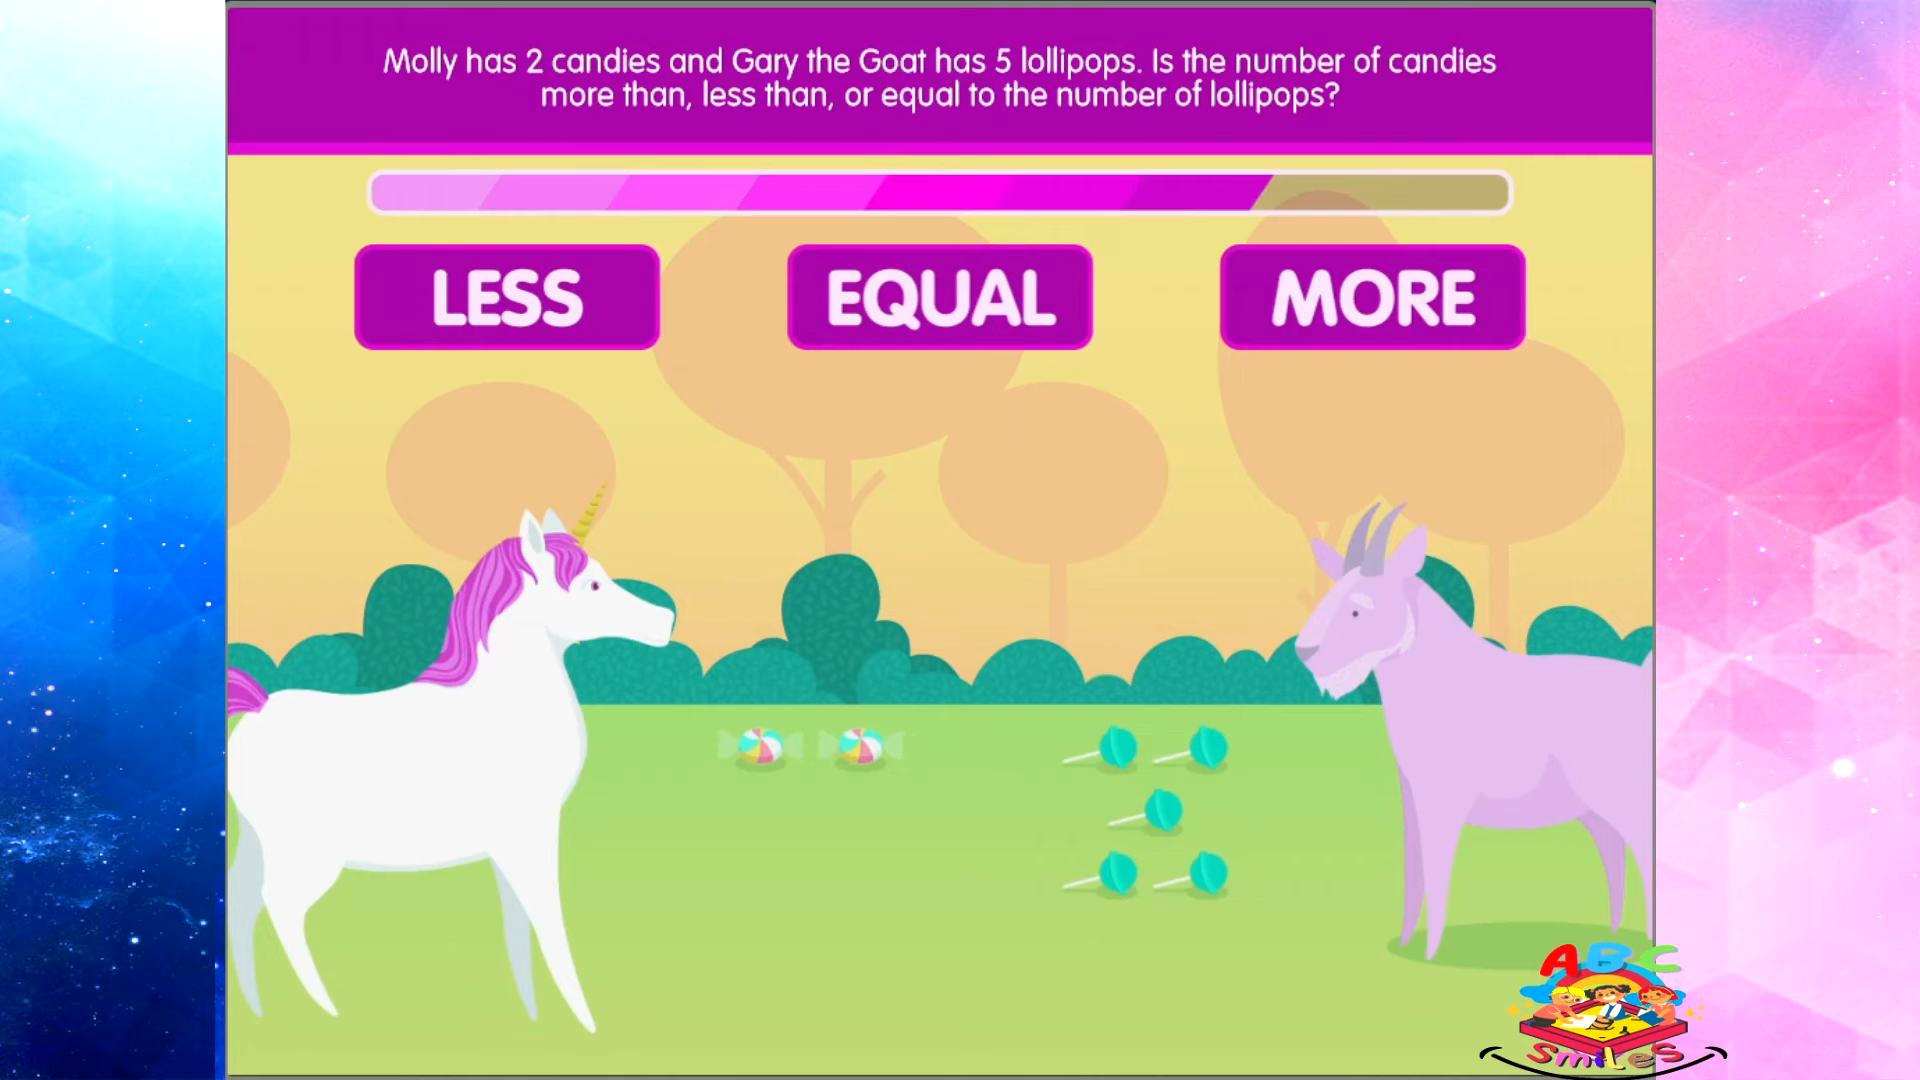 Molly has 2 candies and Gary the Goat has 5 lollipops. Is the number of candies
more than, less than, or equal to the number of lollipops?
LESS
EQUAL
MORE
ABC
Smiles